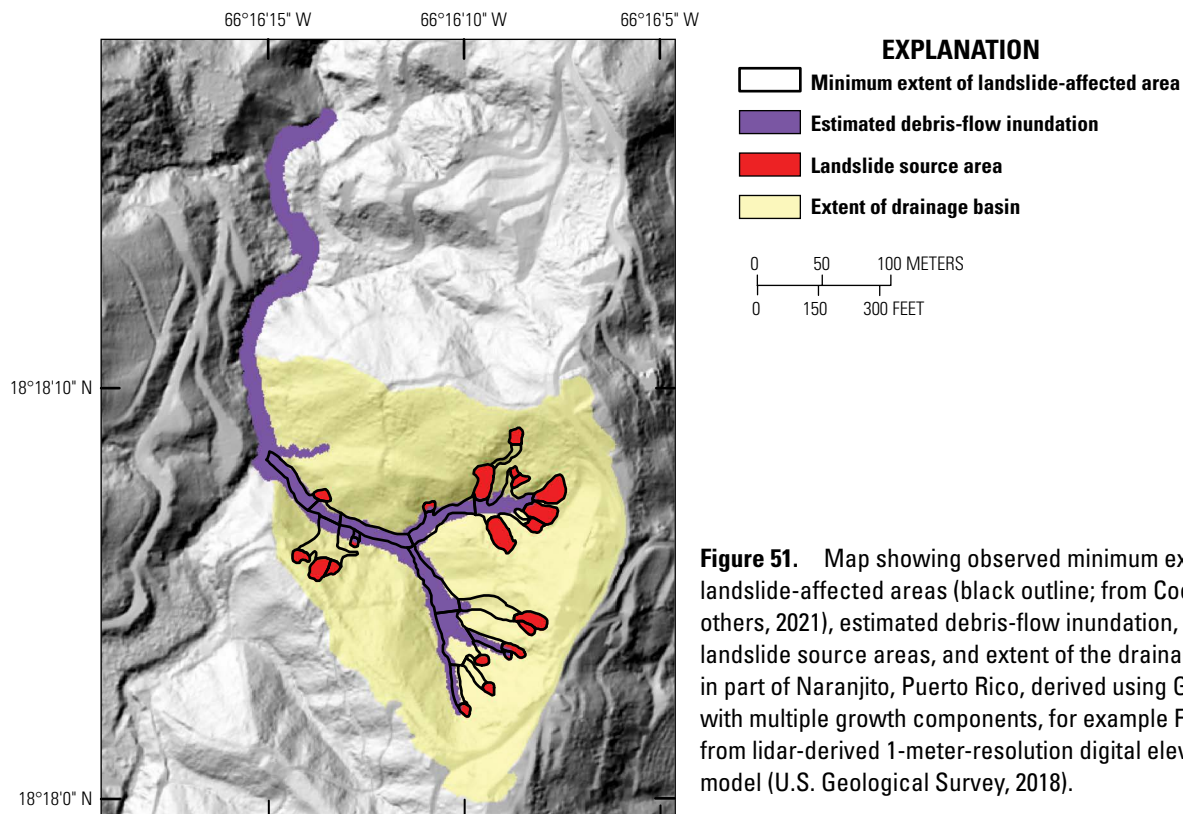 66°16'15" W 66°16'10" W 66°16'5" W
18°18'10" N
18°18'0" N
EXPLANATION
Minimum extent of landslide-affected area
Estimated debris-flow inundation
Landslide source area
Extent of drainage basin
0 50 100 METERS
0 150 300 FEET
Figure 51. Map showing observed minimum ex
landslide-affected areas (black outline; from Coe
others, 2021), estimated debris-flow inundation,
landslide source areas, and extent of the draina
in part of Naranjito, Puerto Rico, derived using G
with multiple growth components, for example F
from lidar-derived 1-meter-resolution digital elev
model (U.S. Geological Survey, 2018).